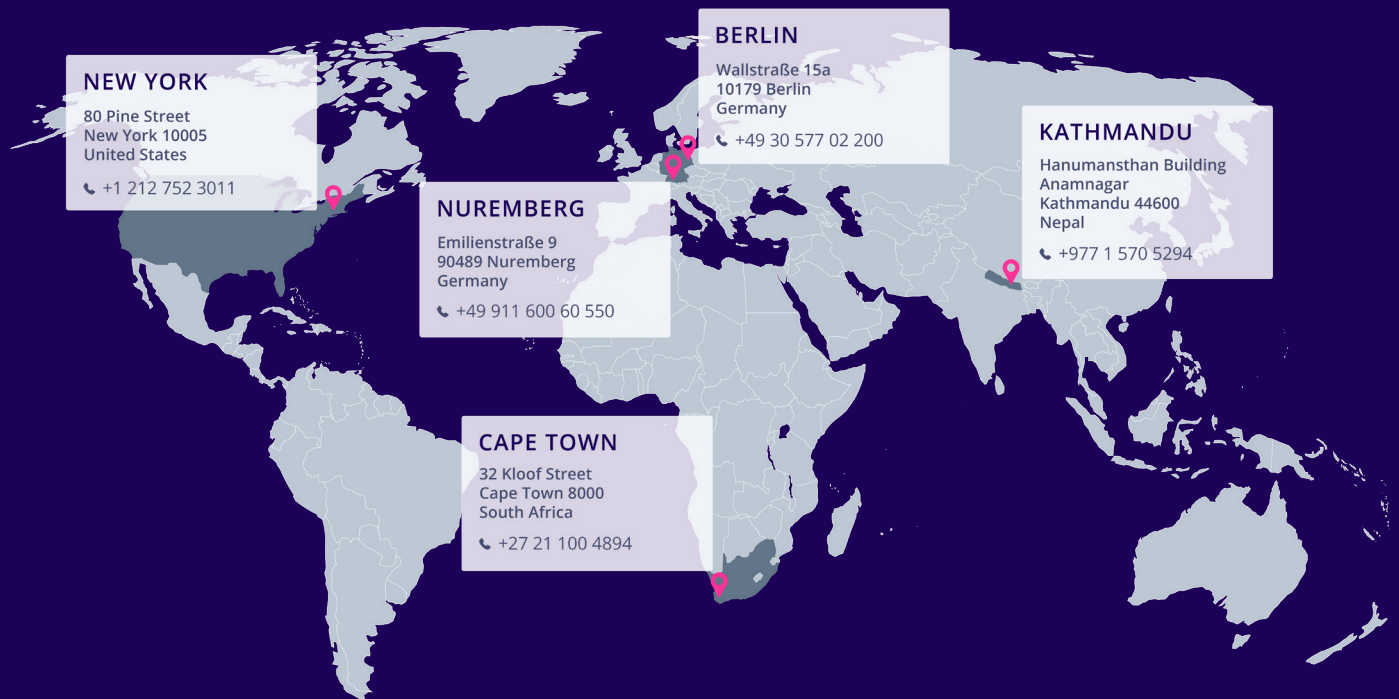 NEW YORK
80 Pine Street
New York 10005
United States
+1 212 752 3011
BERLIN
Wallstraße 15a
10179 Berlin
Germany
+49 30 577 02 200
KATHMANDU
Hanumansthan Building
Anamnagar
Kathmandu 44600
Nepal
+977 1 570 5294
NUREMBERG
Emilienstraße 9
90489 Nuremberg
Germany
+49 911 600 60 550
CAPE TOWN
32 Kloof Street
Cape Town 8000
South Africa
+27 21 100 4894